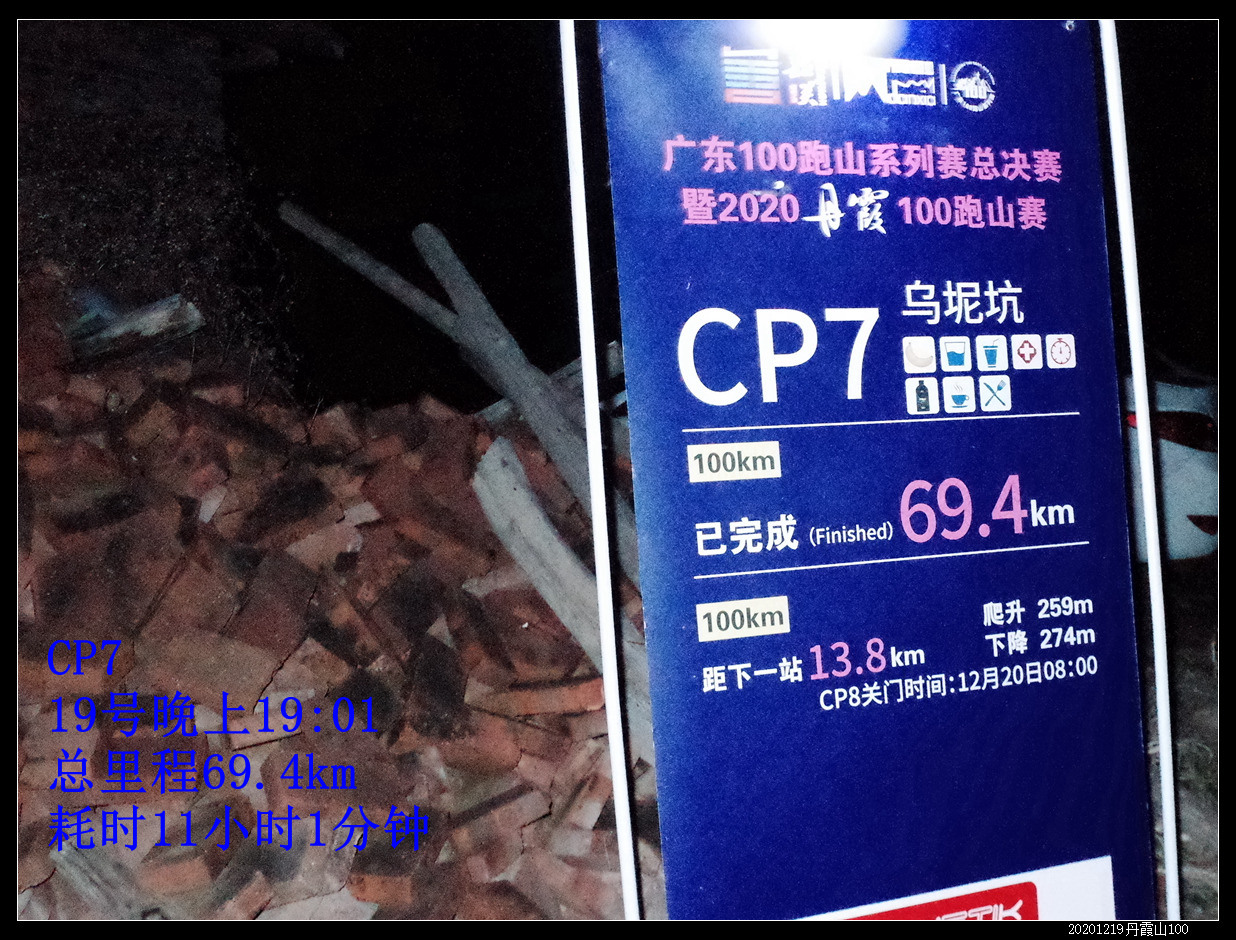 广东100跑山系列赛总决赛
暨2020丹霞100跑山赛
CP7
乌坭坑
100km
已完成 (Finished) 69.4km
100km
爬升 259m
下降 274m
距下一站13.8km
CP8关门时间:12月20日08:00
CP7
19号晚上19:01
总里程69.4km
耗时11小时1分钟
20201219丹霞山100